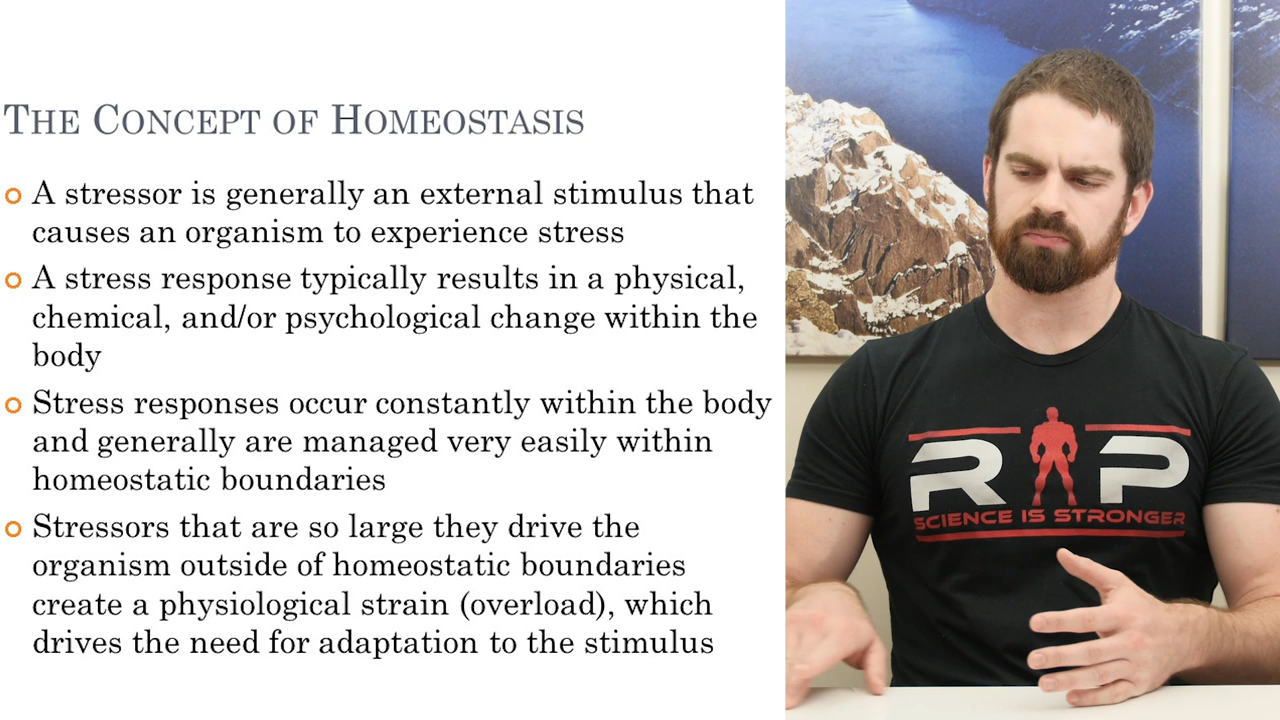 THE CONCEPT OF HOMEOSTASIS
A stressor is generally an external stimulus that
causes an organism to experience stress
A stress response typically results in a physical,
chemical, and/or psychological change within the
body
Stress responses occur constantly within the body
and generally are managed very easily within
homeostatic boundaries
Stressors that are so large they drive the
organism outside of homeostatic boundaries
create a physiological strain (overload), which
drives the need for adaptation to the stimulus
R P
SCIENCE IS STRONGER